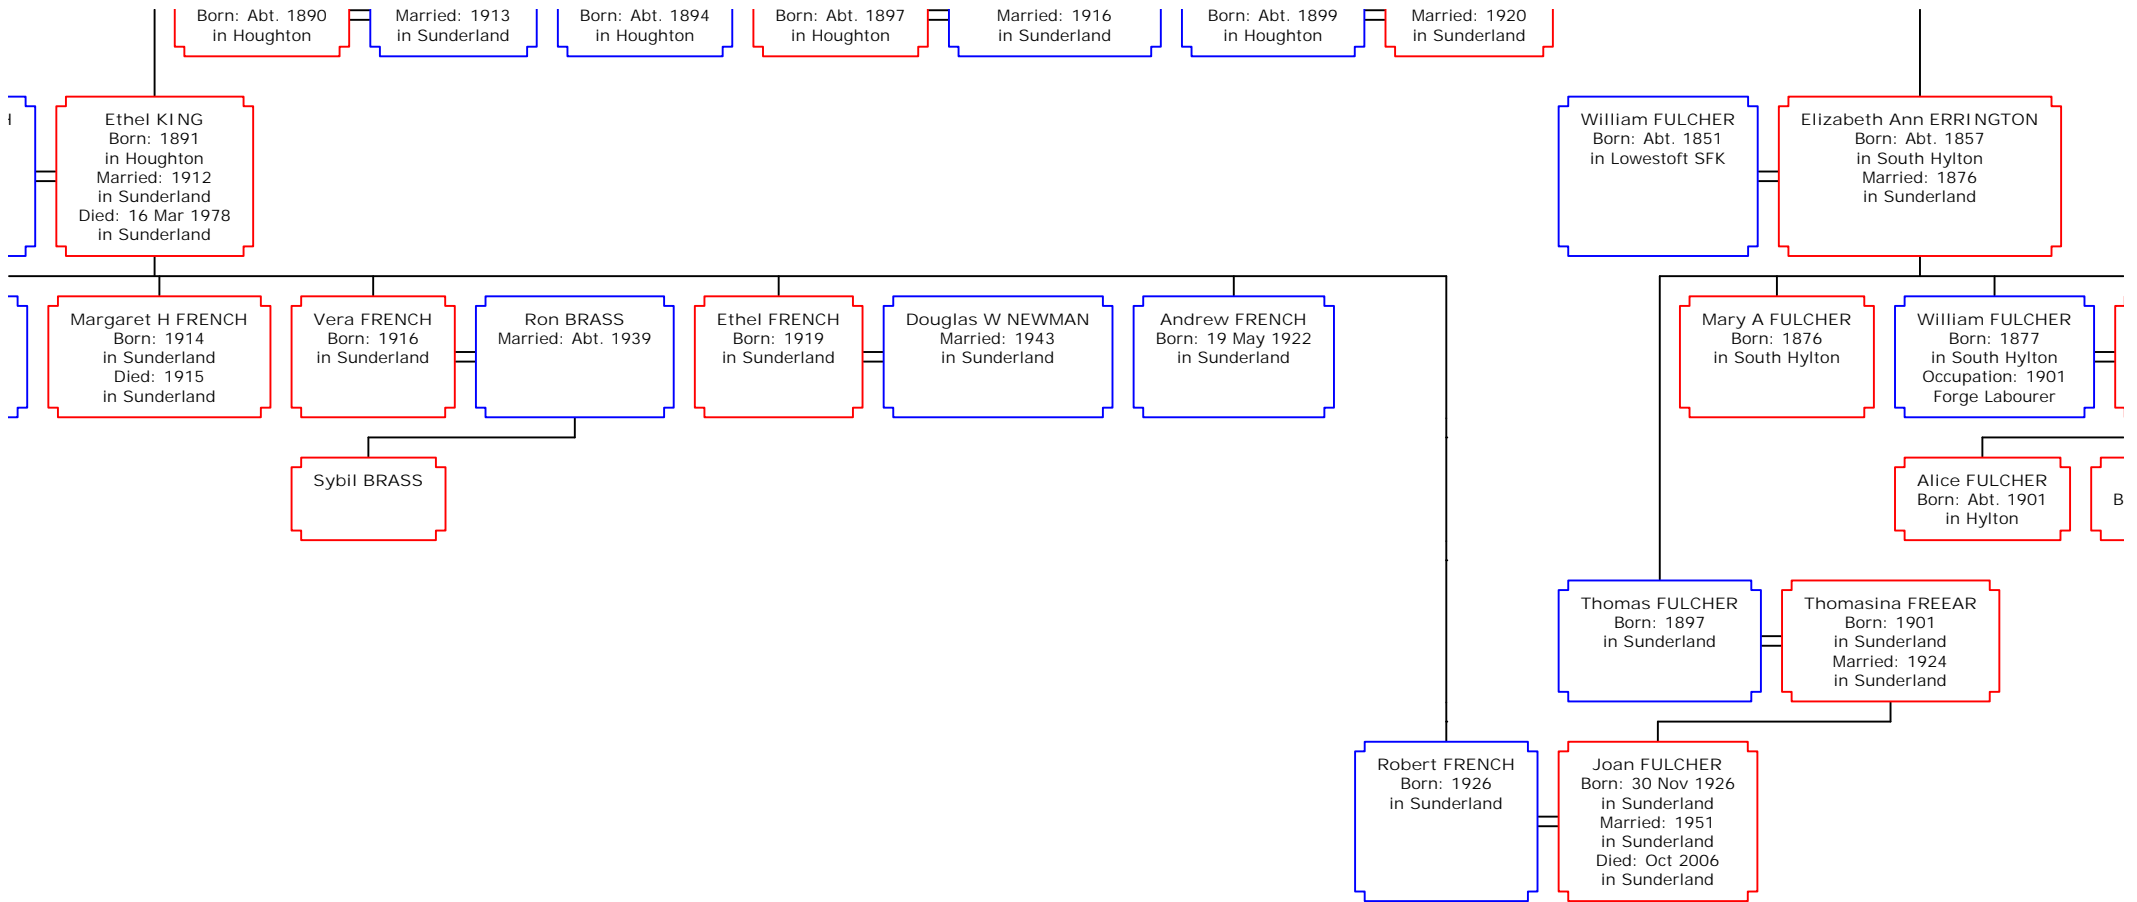 Born: Abt. 1890
in Houghton
Married: 1913
in Sunderland
Born: Abt. 1894
in Houghton
Born: Abt. 1897
in Houghton
Married: 1916
in Sunderland
Born: Abt. 1899
in Houghton
Married: 1920
in Sunderland
Ethel KING
Born: 1891
in Houghton
Married: 1912
in Sunderland
Died: 16 Mar 1978
in Sunderland
William FULCHER
Born: Abt. 1851
in Lowestoft SFK
Elizabeth Ann ERRINGTON
Born: Abt. 1857
in South Hylton
Married: 1876
in Sunderland
Margaret H FRENCH
Born: 1914
in Sunderland
Died: 1915
in Sunderland
Vera FRENCH
Born: 1916
in Sunderland
Ron BRASS
Married: Abt. 1939
Ethel FRENCH
Born: 1919
in Sunderland
Douglas W NEWMAN
Married: 1943
in Sunderland
Andrew FRENCH
Born: 19 May 1922
in Sunderland
Mary A FULCHER
Born: 1876
in South Hylton
William FULCHER
Born: 1877
in South Hylton
Occupation: 1901
Forge Labourer
Sybil BRASS
Alice FULCHER
Born: Abt. 1901
in Hylton
B
Thomas FULCHER
Born: 1897
in Sunderland
Thomasina FREEAR
Born: 1901
in Sunderland
Married: 1924
in Sunderland
Robert FRENCH
Born: 1926
in Sunderland
Joan FULCHER
Born: 30 Nov 1926
in Sunderland
Married: 1951
in Sunderland
Died: Oct 2006
in Sunderland